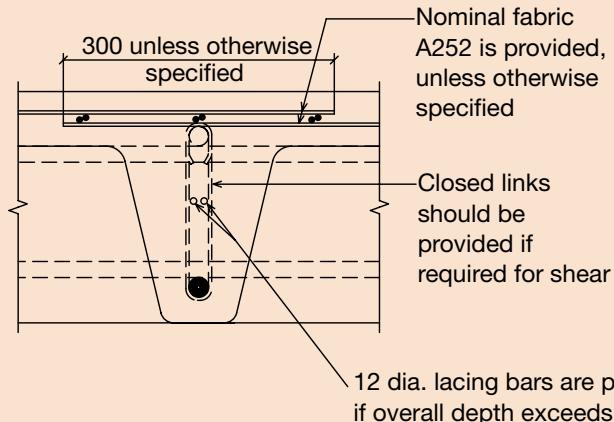 300 unless otherwise
specified
Nominal fabric
A252 is provided,
unless otherwise
specified
Closed links
should be
provided if
required for shear
12 dia. lacing bars are p
if overall depth exceeds